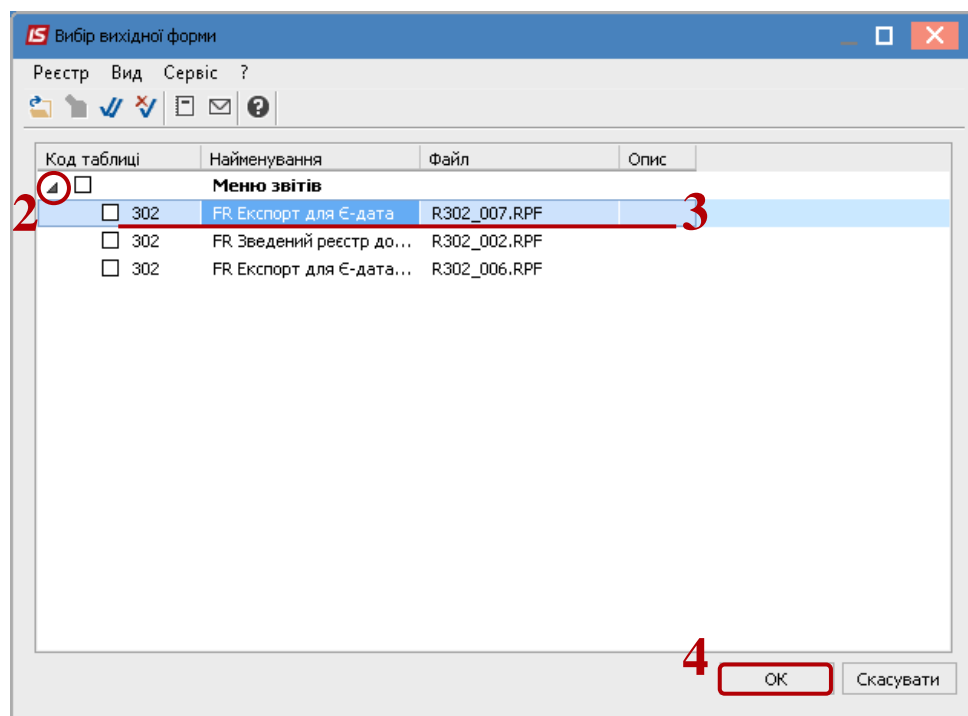 IS Вибір вихідної форми
Реєстр Вид Сервіс ?
Код таблиці Найменування Файл Опис
2 Меню звітів
302 FR Експорт для Є-дата R302_007.RPF 3
302 FR Зведений реєстр до... R302_002.RPF
302 FR Експорт для Є-дата... R302_006.RPF
4 ОК Скасувати